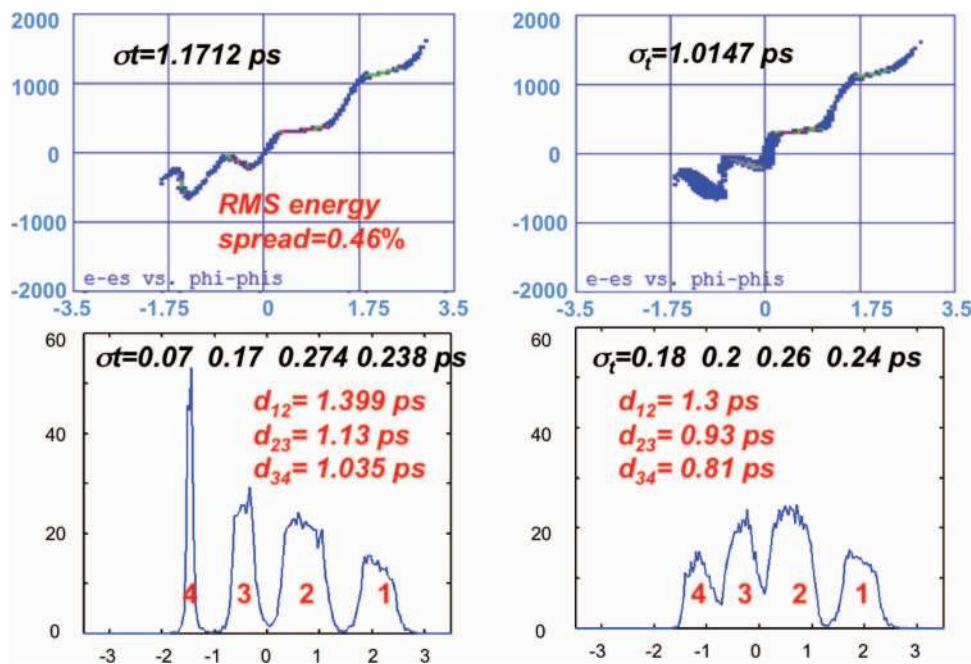 2000
1000
0
-1000
-2000
σt=1.1712 ps
RMS energy
spread=0.46%
e-es vs. phi-phis
-3.5 -1.75 0 1.75 3.5
2000
1000
0
-1000
-2000
σt=1.0147 ps
e-es vs. phi-phis
-3.5 -1.75 0 1.75 3.5
60
40
20
0
σt=0.07 0.17 0.274 0.238 ps
d12= 1.399 ps
d23= 1.13 ps
d34= 1.035 ps
4 3 2 1
-3 -2 -1 0 1 2 3
60
40
20
0
σt=0.18 0.2 0.26 0.24 ps
d12= 1.3 ps
d23= 0.93 ps
d34= 0.81 ps
4 3 2 1
-3 -2 -1 0 1 2 3